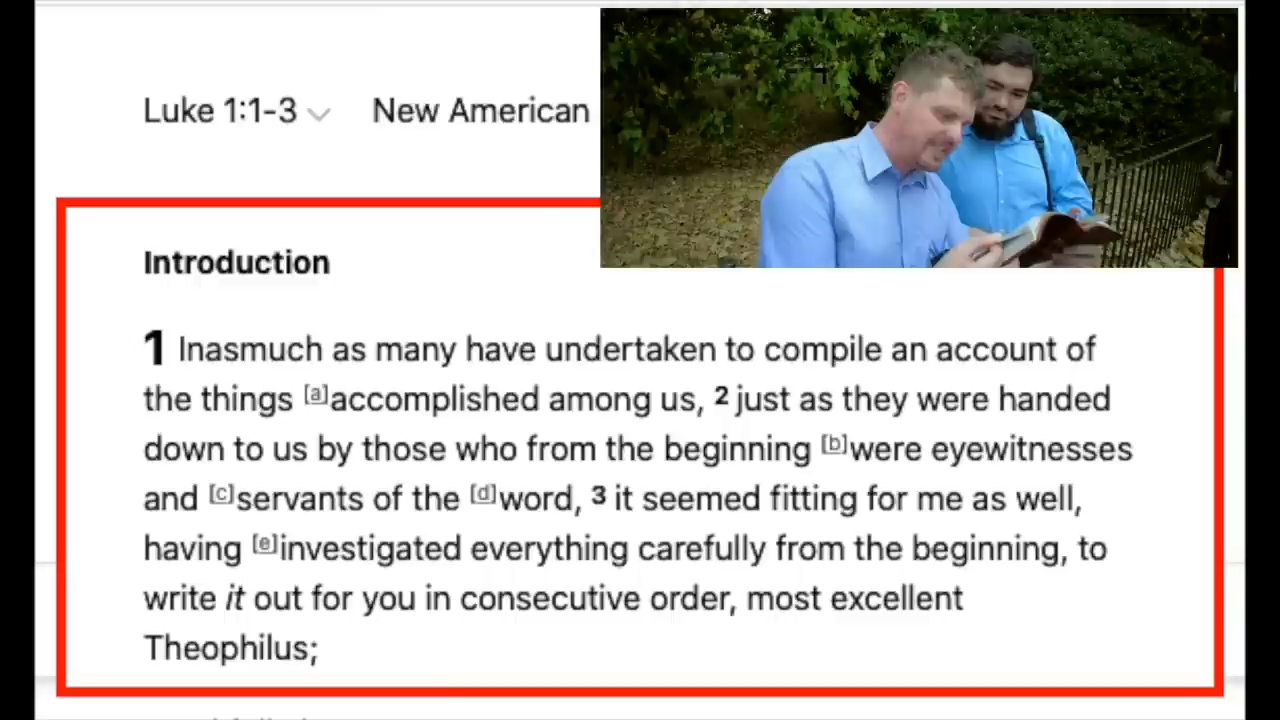 Luke 1:1-3 New American
Introduction
1 Inasmuch as many have undertaken to compile an account of
the things [a]accomplished among us, 2 just as they were handed
down to us by those who from the beginning [b]were eyewitnesses
and [c]servants of the [d]word, 3 it seemed fitting for me as well,
having [e]investigated everything carefully from the beginning, to
write it out for you in consecutive order, most excellent
Theophilus;